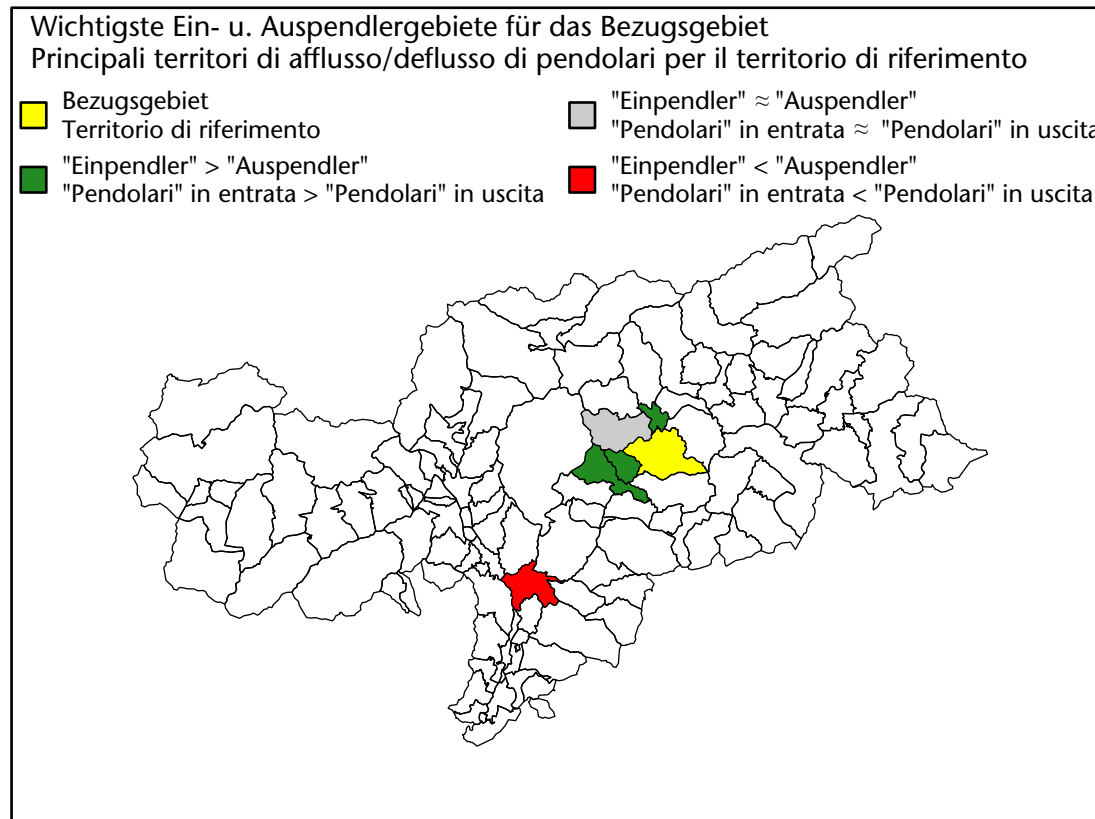 Wichtigste Ein- u. Auspendlergebiete für das Bezugsgebiet
Principali territori di afflusso/deflusso di pendolari per il territorio di riferimento
Bezugsgebiet
Territorio di riferimento
"Einpendler" > "Auspendler"
"Pendolari" in entrata > "Pendolari" in uscita
"Einpendler" ≈ "Auspendler"
"Pendolari" in entrata ≈ "Pendolari" in uscita
"Einpendler" < "Auspendler"
"Pendolari" in entrata < "Pendolari" in uscita